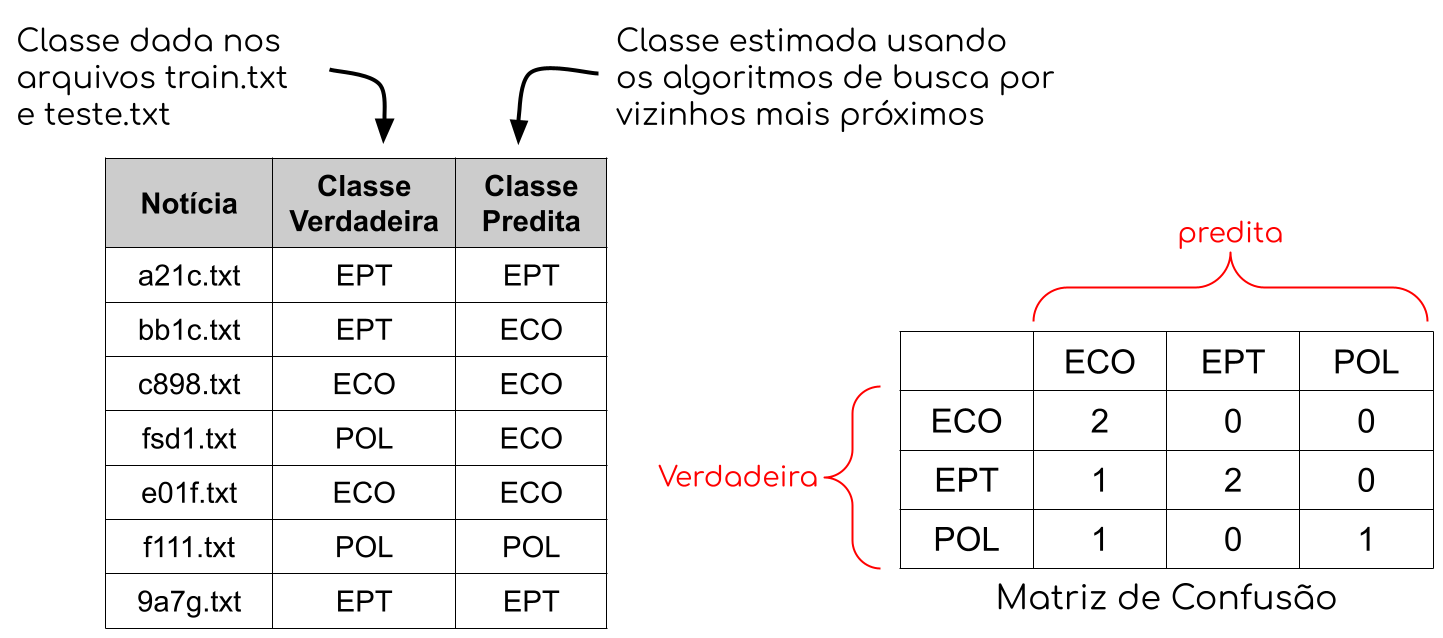 Classe dada nos
arquivos train.txt
e teste.txt
Classe estimada usando
os algoritmos de busca por
vizinhos mais próximos
Notícia Classe Verdadeira Classe Predita
a21c.txt EPT EPT
bb1c.txt EPT ECO
c898.txt ECO ECO
fsd1.txt POL ECO
e01f.txt ECO ECO
f111.txt POL POL
9a7g.txt EPT EPT
predita
ECO EPT POL
ECO 2 0 0
Verdadeira
EPT 1 2 0
POL 1 0 1
Matriz de Confusão